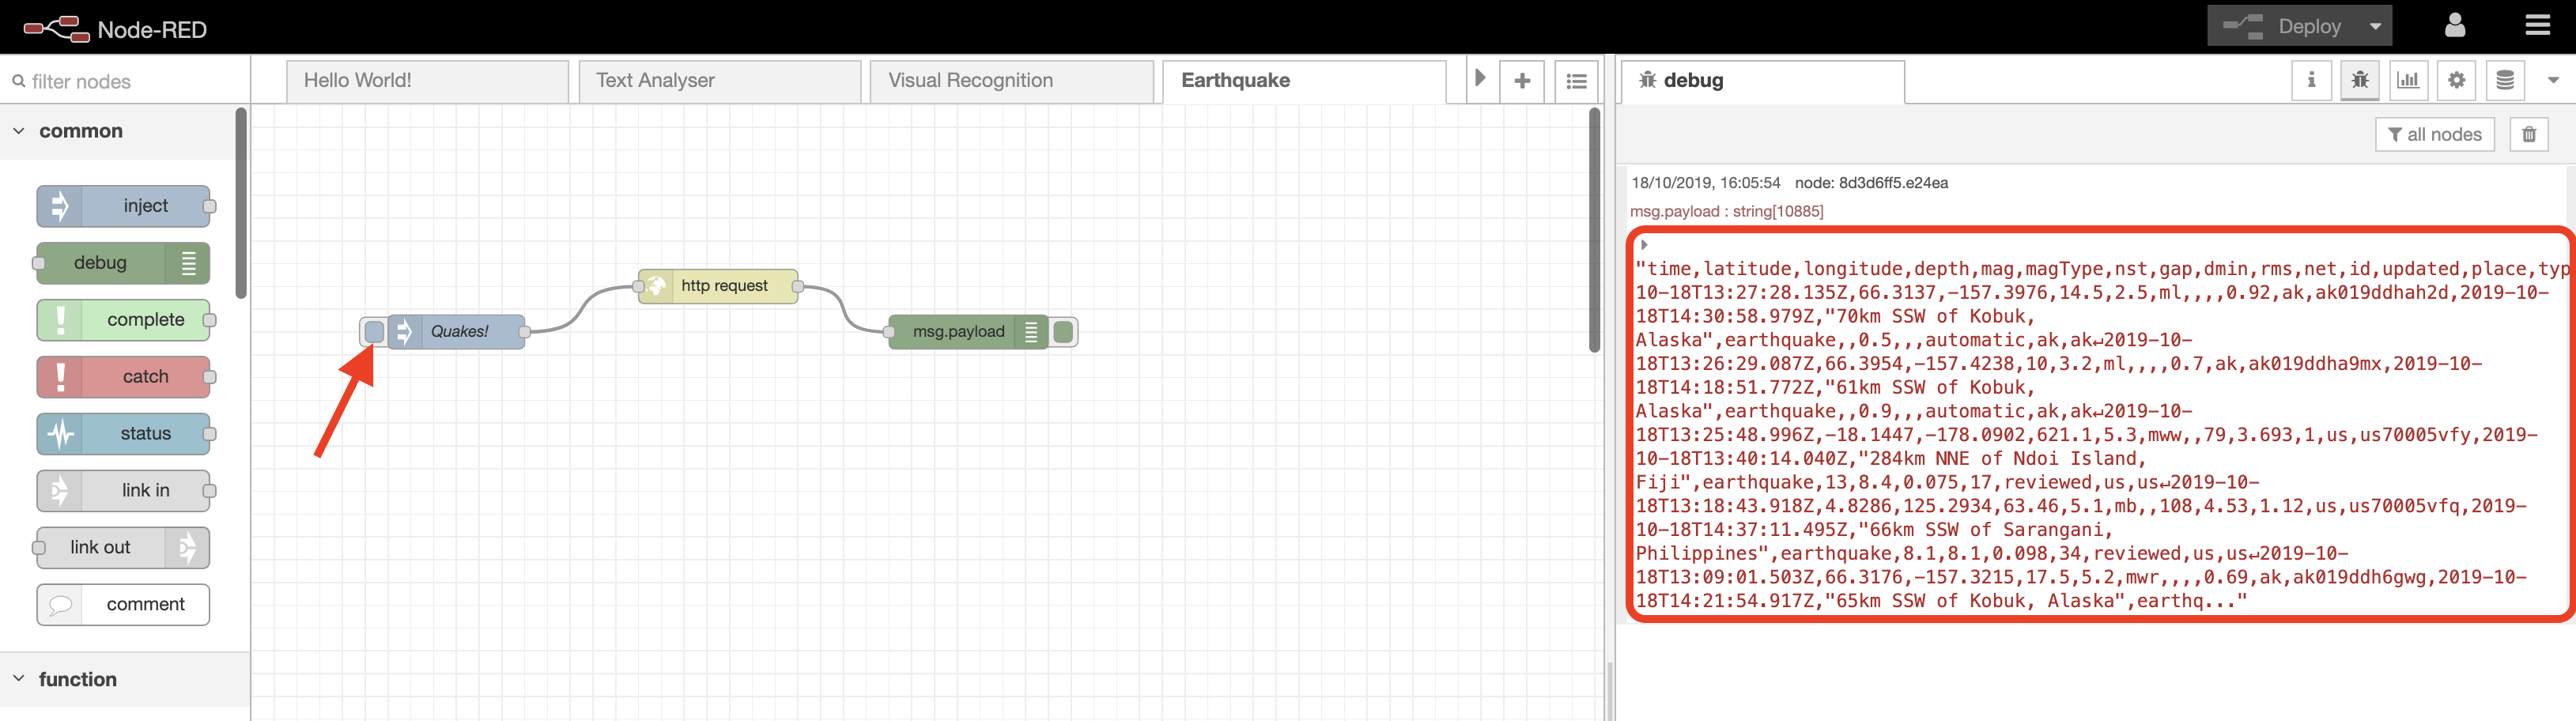 Node-RED
Deploy
filter nodes
Hello World!
Text Analyser
Visual Recognition
Earthquake
debug
common
all nodes
inject
debug
complete
catch
status
link in
link out
comment
function
Quakes!
http request
msg.payload
18/10/2019, 16:05:54 node: 8d3d6ff5.e24ea
msg.payload : string[10885]
"time,latitude,longitude,depth,mag,magType,nst,gap,dmin,rms,net,id,updated,place,typ
10-18T13:27:28.135Z,66.3137,-157.3976,14.5,2.5,ml,,,,0.92,ak,ak019ddhah2d,2019-10-
18T14:30:58.979Z,"70km SSW of Kobuk,
Alaska",earthquake,,0.5,,,automatic,ak,ak↵2019-10-
18T13:26:29.087Z,66.3954,-157.4238,10,3.2,ml,,,,0.7,ak,ak019ddha9mx,2019-10-
18T14:18:51.772Z,"61km SSW of Kobuk,
Alaska",earthquake,,0.9,,,automatic,ak,ak↵2019-10-
18T13:25:48.996Z,-18.1447,-178.0902,621.1,5.3,mww,,79,3.693,1,us,us70005vfy,2019-
10-18T13:40:14.040Z,"284km NNE of Ndoi Island,
Fiji",earthquake,13,8.4,0.075,17,reviewed,us,us↵2019-10-
18T13:18:43.918Z,4.8286,125.2934,63.46,5.1,mb,,108,4.53,1.12,us,us70005vfq,2019-
10-18T14:37:11.495Z,"66km SSW of Sarangani,
Philippines",earthquake,8.1,8.1,0.098,34,reviewed,us,us↵2019-10-
18T13:09:01.503Z,66.3176,-157.3215,17.5,5.2,mwr,,,,0.69,ak,ak019ddh6gwg,2019-10-
18T14:21:54.917Z,"65km SSW of Kobuk, Alaska",earthq..."